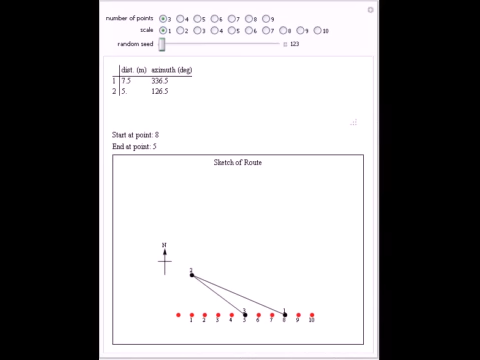 number of points 3 4 5 6 7 8 9
scale 1 2 3 4 5 6 7 8 9 10
random seed 123
dist. (m) azimuth (deg)
1 7.5 336.5
2 5. 126.5
Start at point: 8
End at point: 5
Sketch of Route
N
2
3 1
1 2 3 4 5 6 7 8 9 10